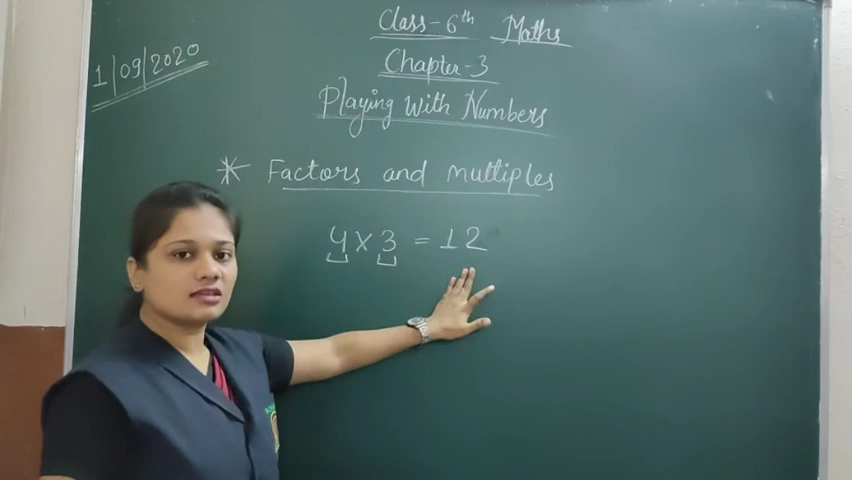 Class-6th Maths
1/09/2020
Chapter-3
Playing With Numbers
* Factors and multiples
4 x 3 = 12